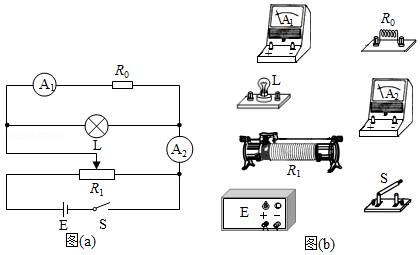 A₁
R₀
L
A₂
R₁
E
S
图(a)
A₁
+ -
R₀
L
A₂
+ -
R₁
E
+ -
S
图(b)